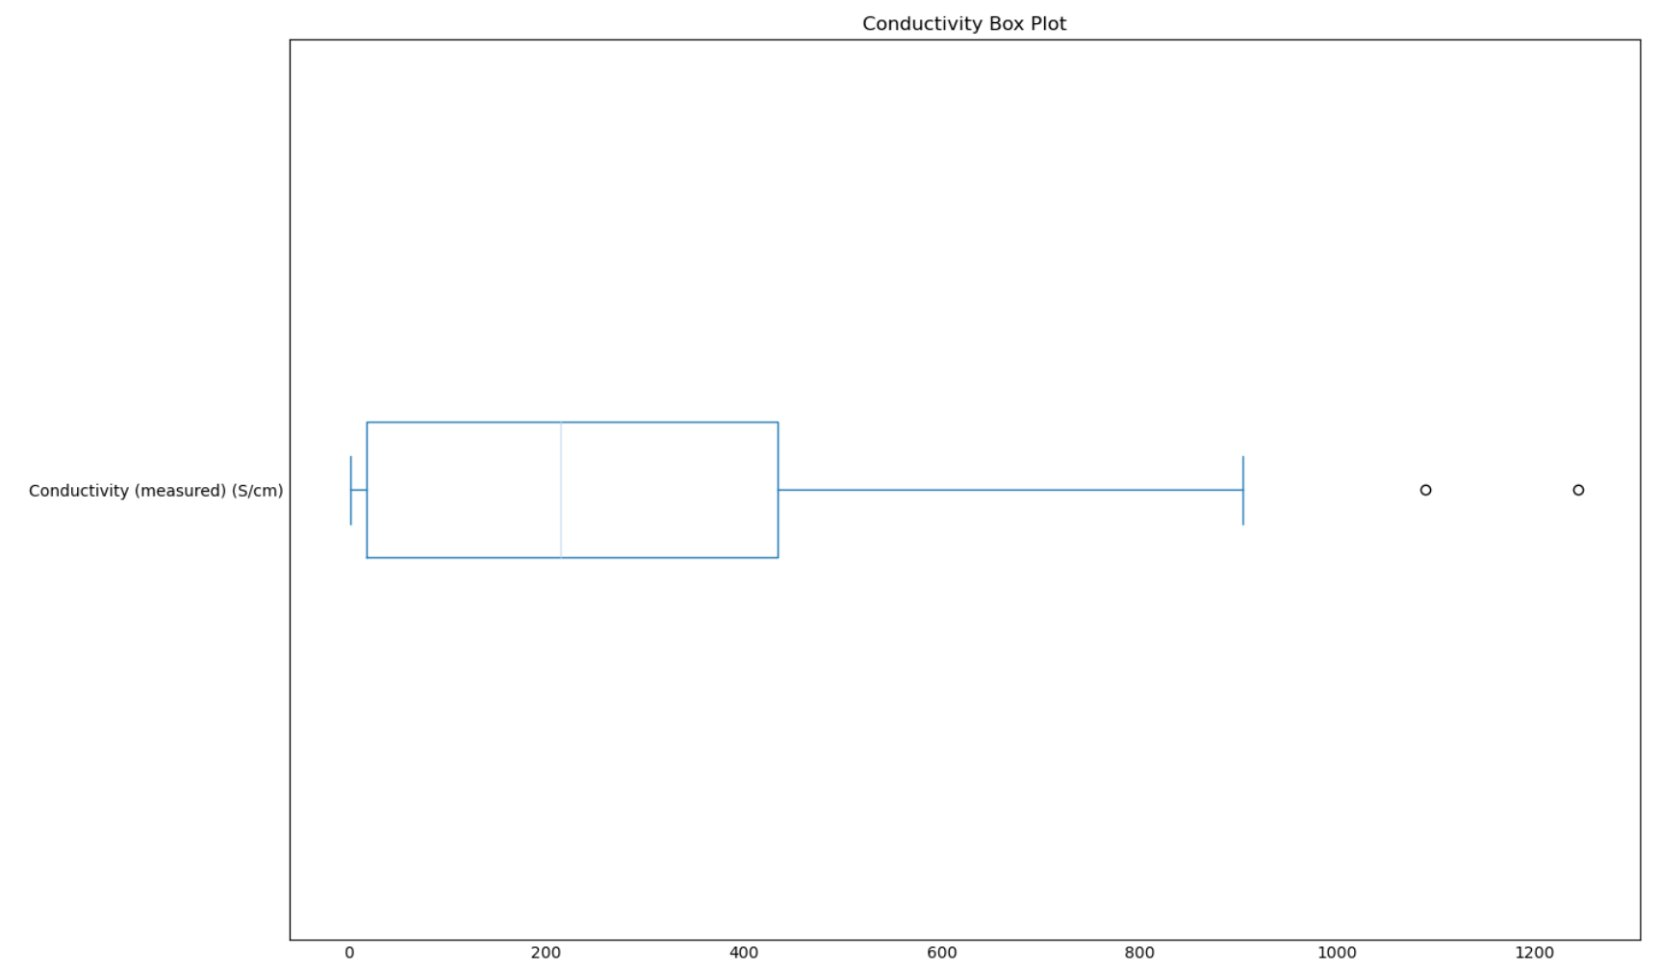 Conductivity Box Plot
Conductivity (measured) (S/cm)
0 200 400 600 800 1000 1200